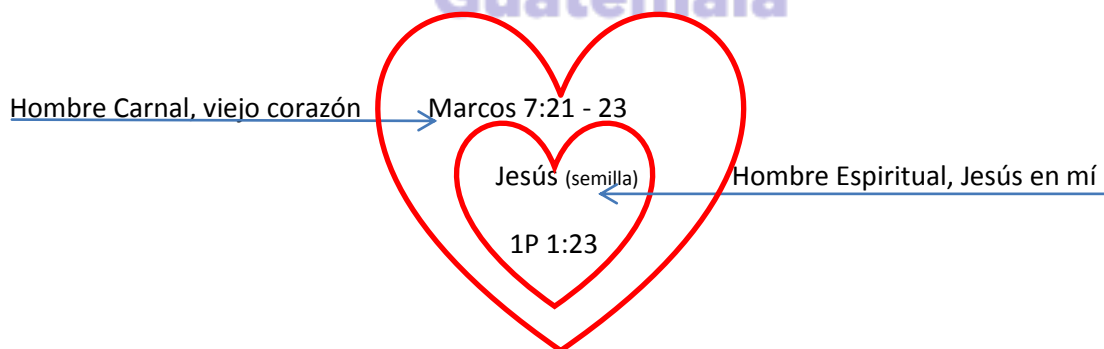 Guatemala
Hombre Carnal, viejo corazón Marcos 7:21 - 23
Jesús (semilla) Hombre Espiritual, Jesús en mí
1P 1:23